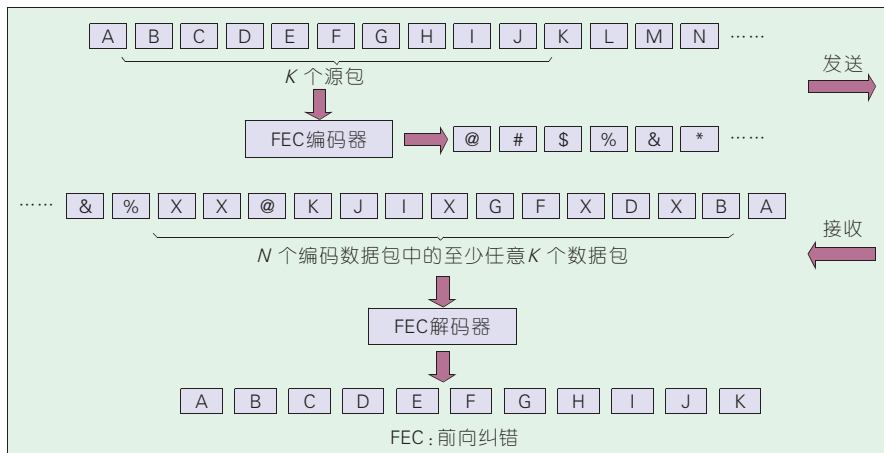 A B C D E F G H I J K L M N ……
K 个源包
发送
FEC编码器 @ # $ % & * ……
…… & % X X @ K J I X G F X D X B A
接收
N 个编码数据包中的至少任意K 个数据包
FEC解码器
A B C D E F G H I J K
FEC:前向纠错